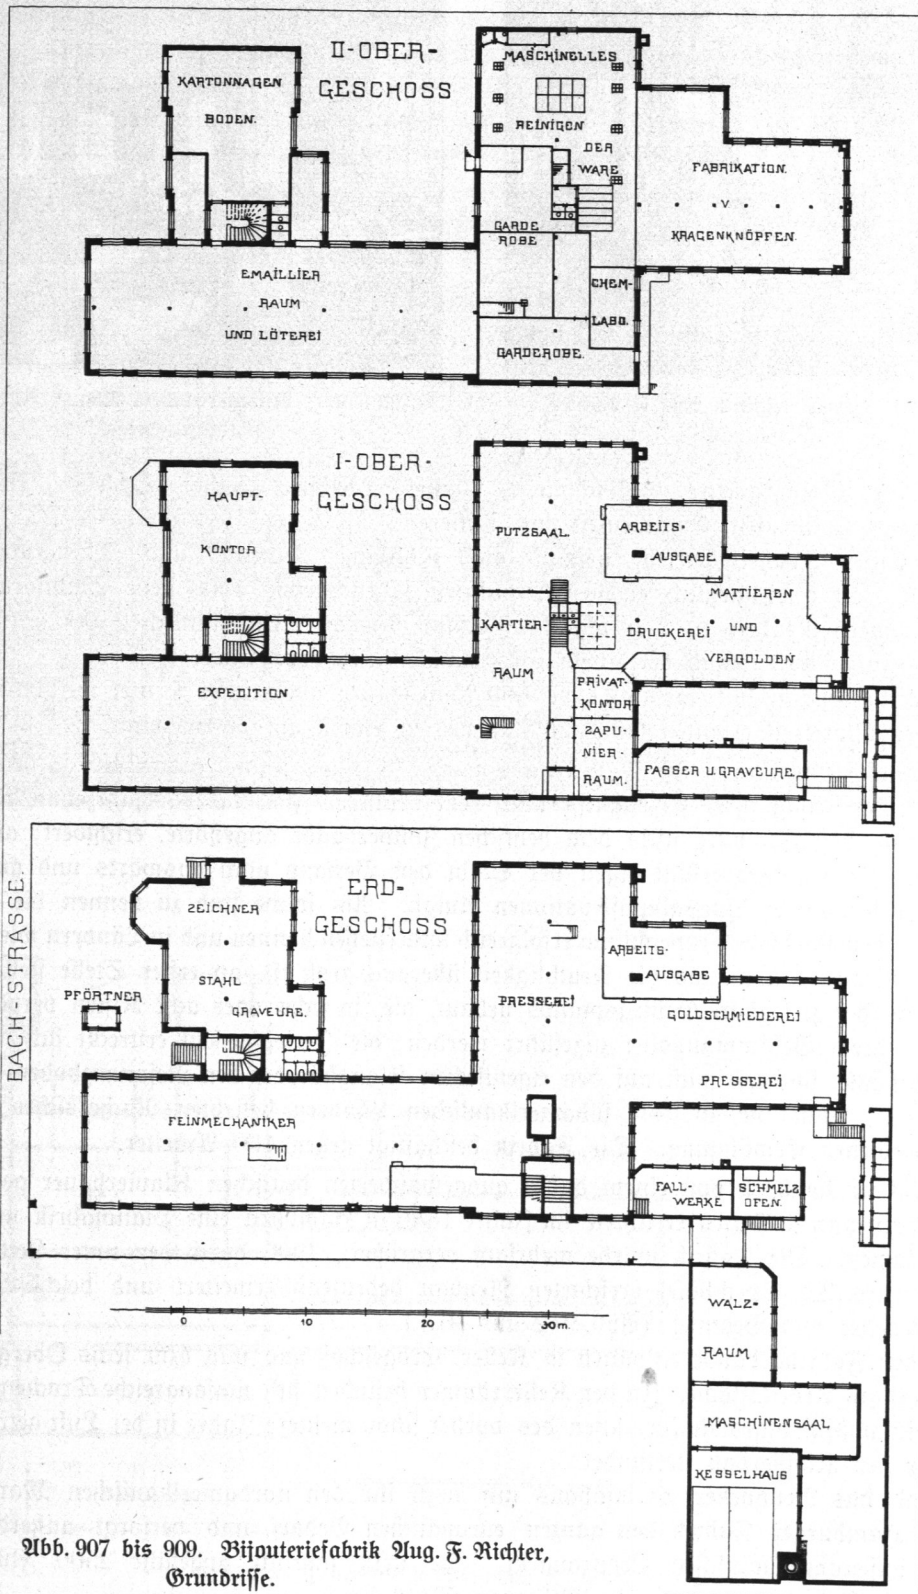 II-OBER-
GESCHOSS
KARTONNAGEN
BODEN.
MASCHINELLES
REINIGEN
DER
WARE
FABRIKATION.
V
KRAGENKNÖPFEN.
GARDE
ROBE
EMAILLIER
RAUM
UND LÖTEREI
CHEM-
LABO.
GARDEROBE.
I-OBER-
GESCHOSS
HAUPT-
KONTOR
PUTZSAAL.
ARBEITS-
AUSGABE.
MATTIEREN
KARTIER-
RAUM
DRUCKEREI
UND
VERGOLDEN
EXPEDITION
PRIVAT-
KONTOR
ZAPU-
NIER-
RAUM.
FASSER U. GRAVEURE.
ERD-
GESCHOSS
BACH-STRASSE
ZEICHNER
STAHL
GRAVEURE.
PFÖRTNER
PRESSEREI
ARBEITS-
AUSGABE
GOLDSCHMIEDEREI
PRESSEREI
FEINMECHANIKER
FALL-
WERKE
SCHMELZ
OFEN.
0 10 20 30 m.
WALZ-
RAUM
MASCHINENSAAL
KESSELHAUS
Abb. 907 bis 909. Bijouteriefabrik Aug. F. Richter,
Grundrisse.